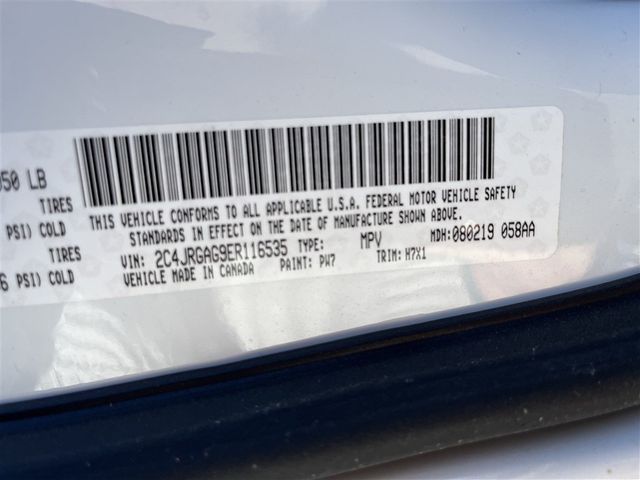 050 LB
TIRES
PSI) COLD
TIRES
6 PSI) COLD
THIS VEHICLE CONFORMS TO ALL APPLICABLE U.S.A. FEDERAL MOTOR VEHICLE SAFETY
STANDARDS IN EFFECT ON THE DATE OF MANUFACTURE SHOWN ABOVE.
VIN: 2C4JRGAG9ER116535 TYPE: MPV MDH:080219 058AA
VEHICLE MADE IN CANADA PAINT: PW7 TRIM: H7X1